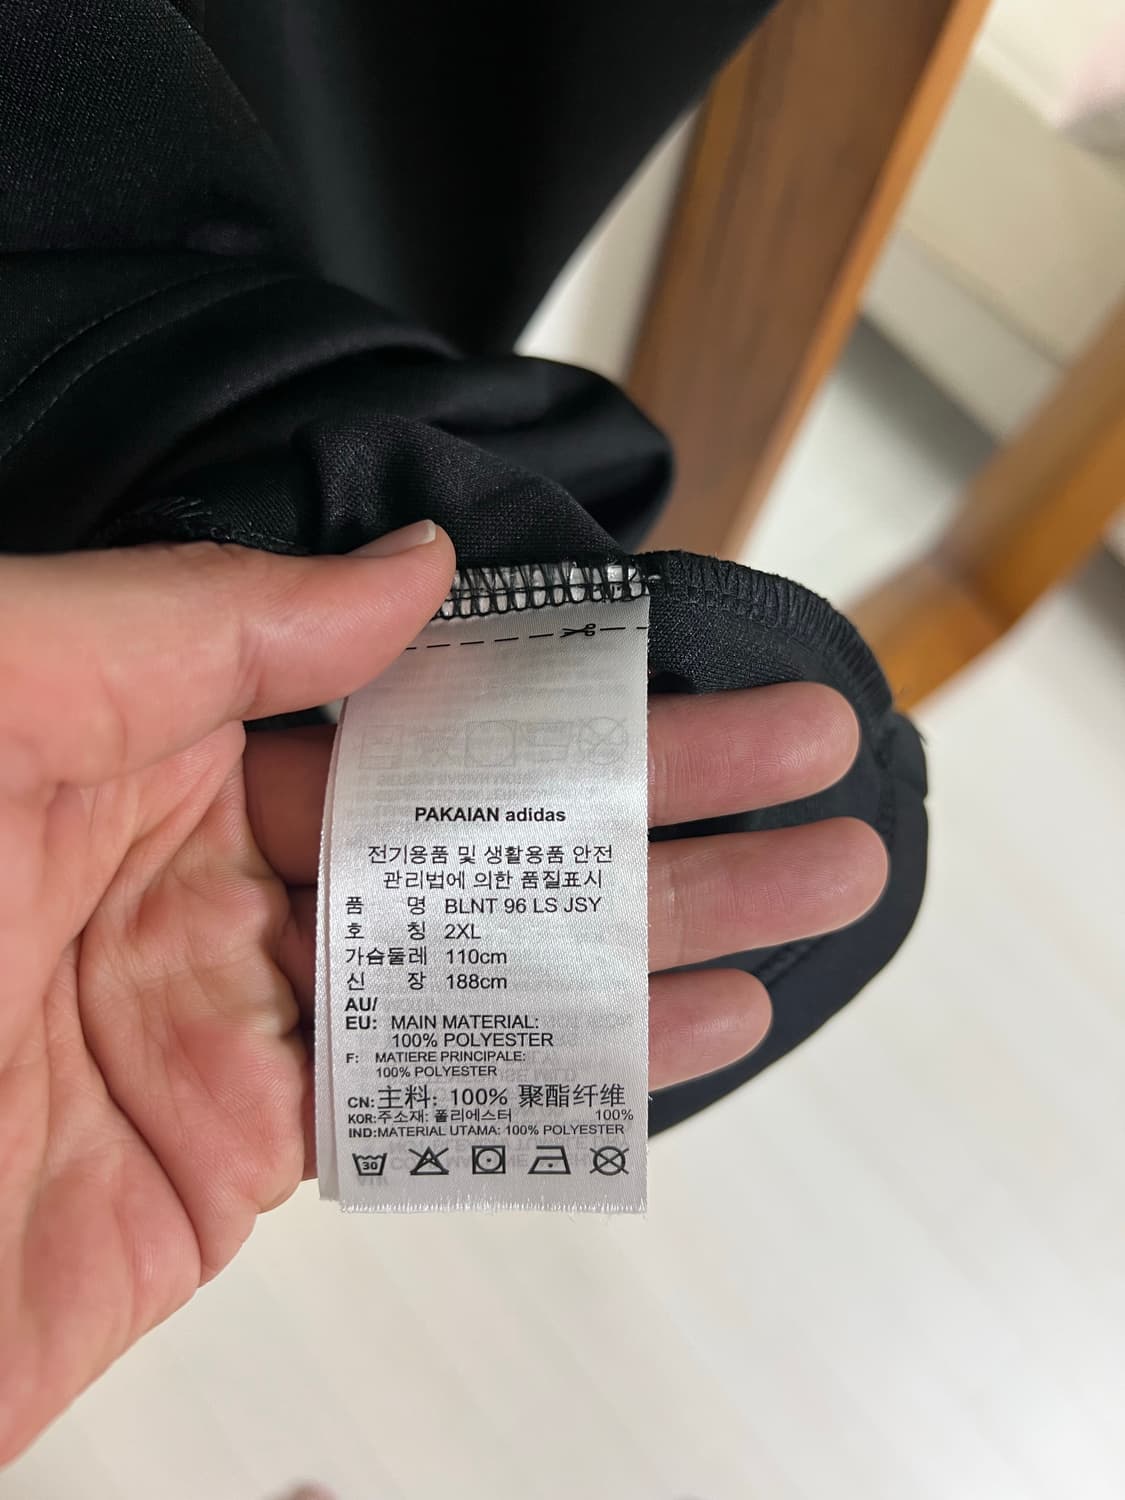 PAKAIAN adidas
전기용품 및 생활용품 안전
관리법에 의한 품질표시
품 명 BLNT 96 LS JSY
호 칭 2XL
가슴둘레 110cm
신 장 188cm
AU/
EU: MAIN MATERIAL:
100% POLYESTER
F: MATIERE PRINCIPALE:
100% POLYESTER
CN: 主料: 100% 聚酯纤维
KOR:주소재: 폴리에스터 100%
IND:MATERIAL UTAMA: 100% POLYESTER
30